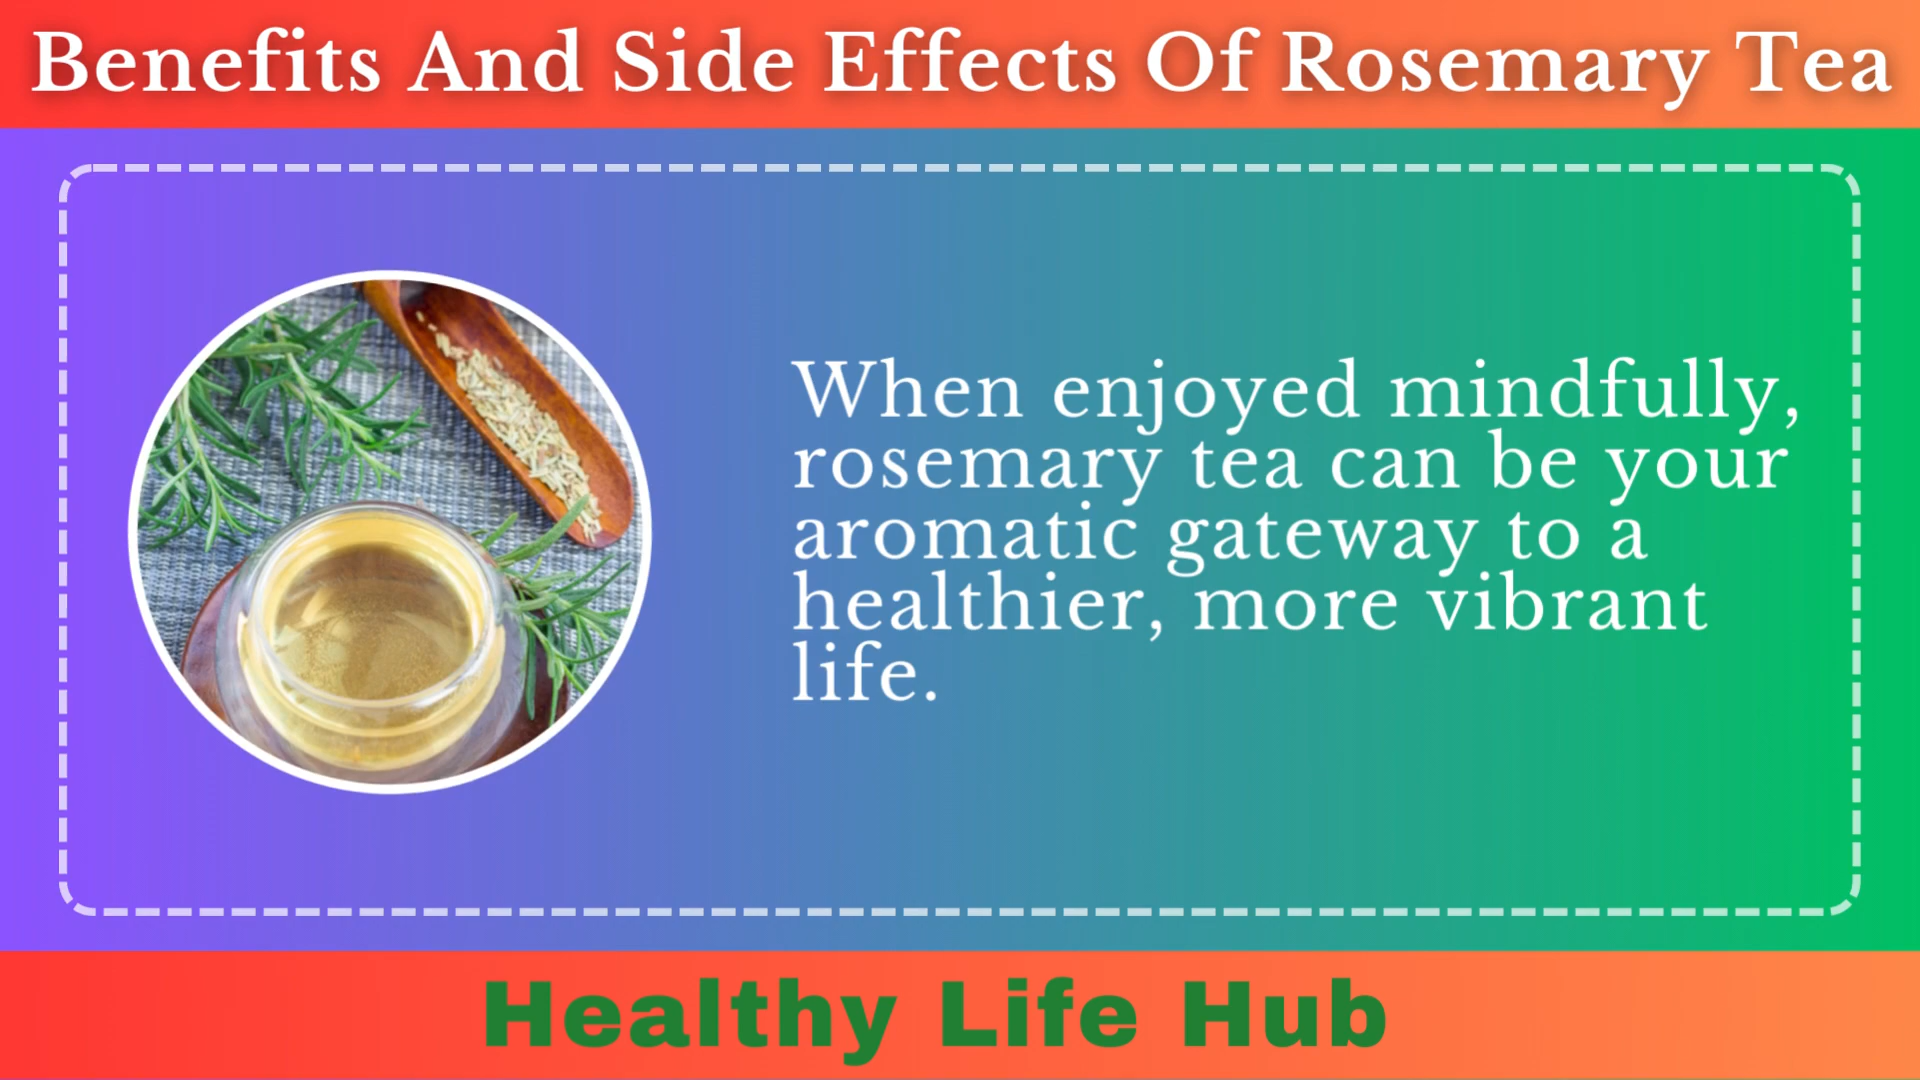 Benefits And Side Effects Of Rosemary Tea
When enjoyed mindfully,
rosemary tea can be your
aromatic gateway to a
healthier, more vibrant
life.
Healthy Life Hub